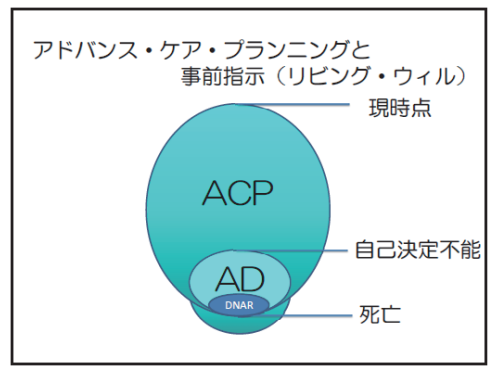 アドバンス・ケア・プランニングと
事前指示（リビング・ウィル）
現時点
ACP
自己決定不能
AD
DNAR
死亡